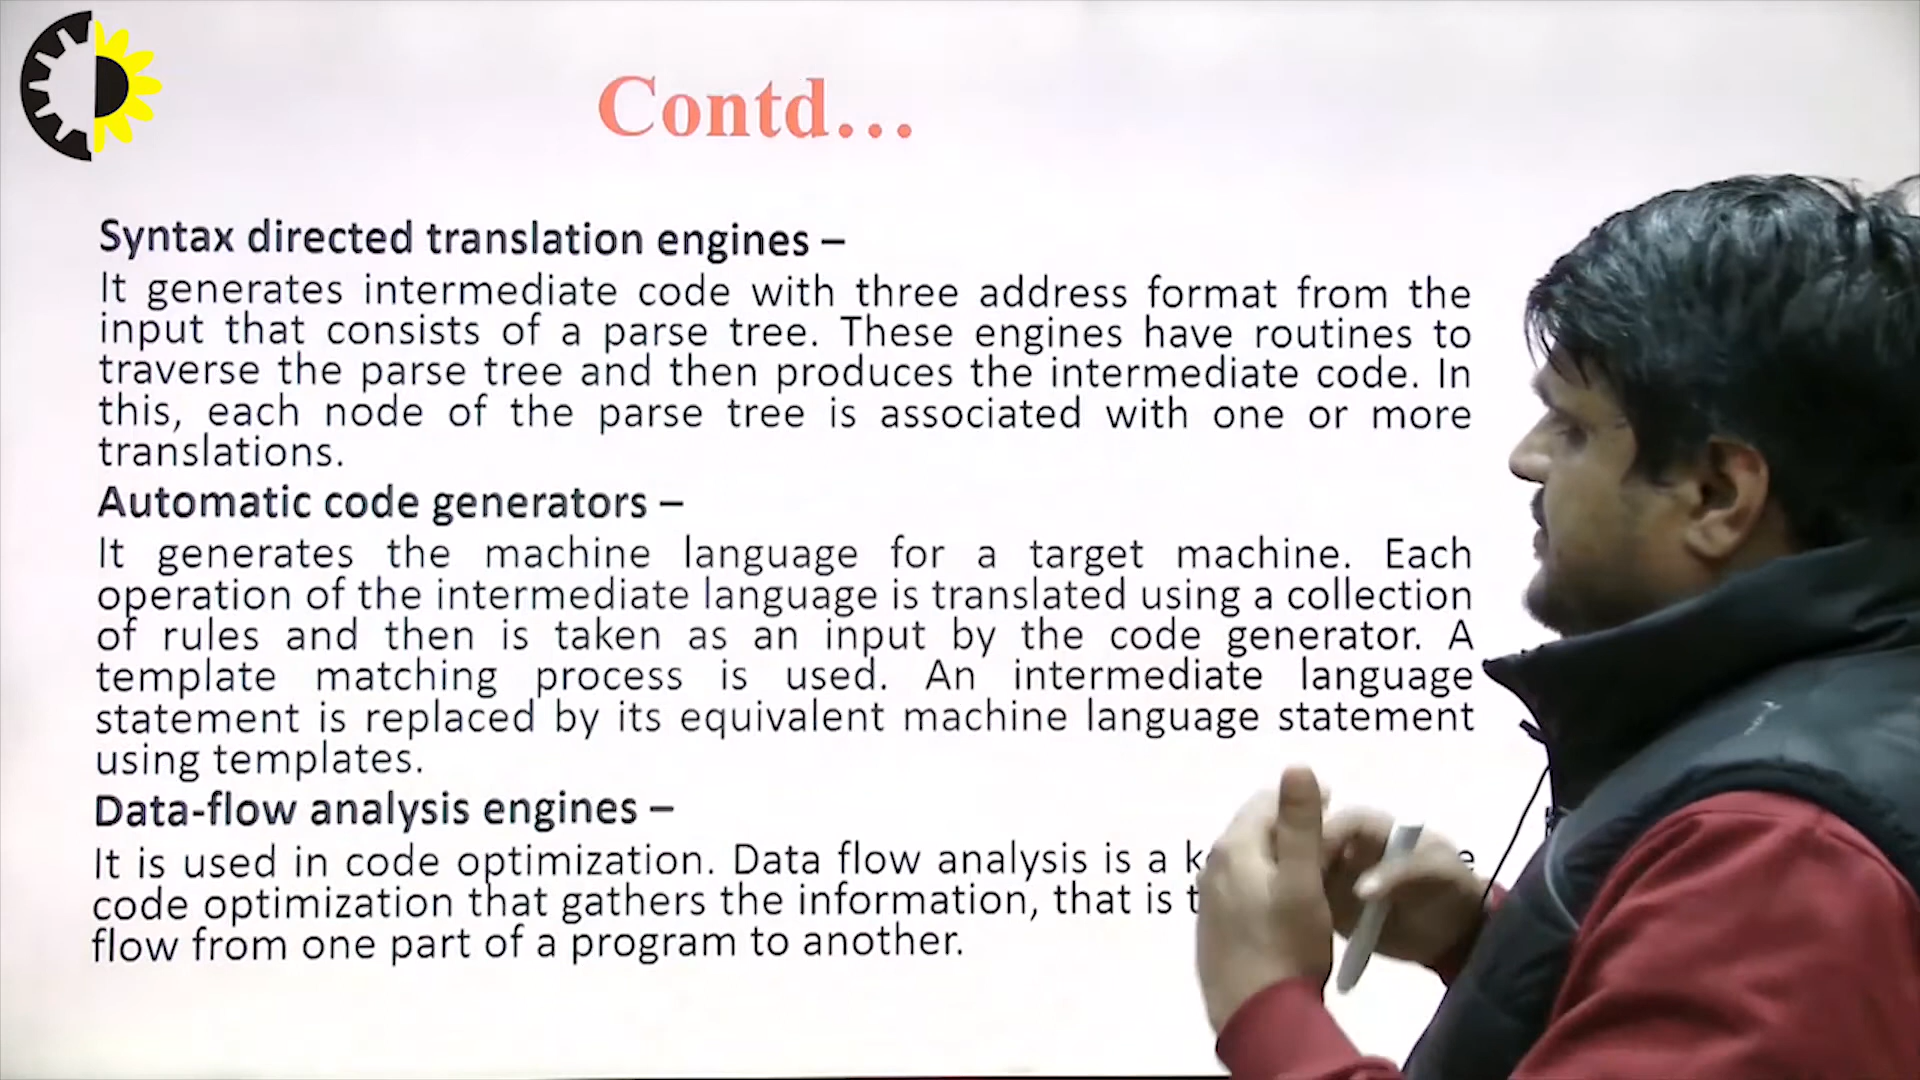 Contd...
Syntax directed translation engines –
It generates intermediate code with three address format from the
input that consists of a parse tree. These engines have routines to
traverse the parse tree and then produces the intermediate code. In
this, each node of the parse tree is associated with one or more
translations.
Automatic code generators –
It generates the machine language for a target machine. Each
operation of the intermediate language is translated using a collection
of rules and then is taken as an input by the code generator. A
template matching process is used. An intermediate language
statement is replaced by its equivalent machine language statement
using templates.
Data-flow analysis engines –
It is used in code optimization. Data flow analysis is a
code optimization that gathers the information, that is
flow from one part of a program to another.